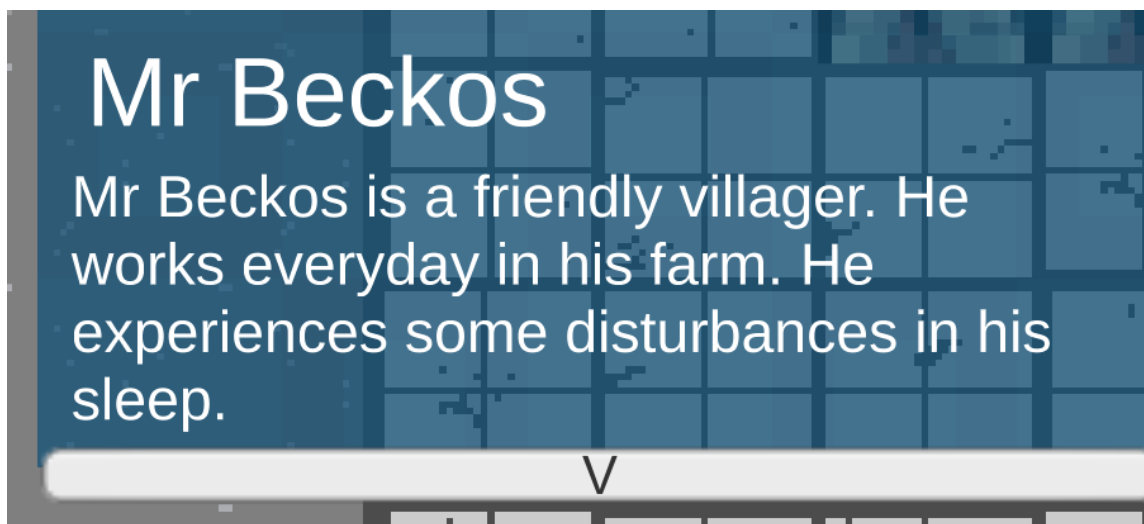 Mr Beckos
Mr Beckos is a friendly villager. He
works everyday in his farm. He
experiences some disturbances in his
sleep.
V